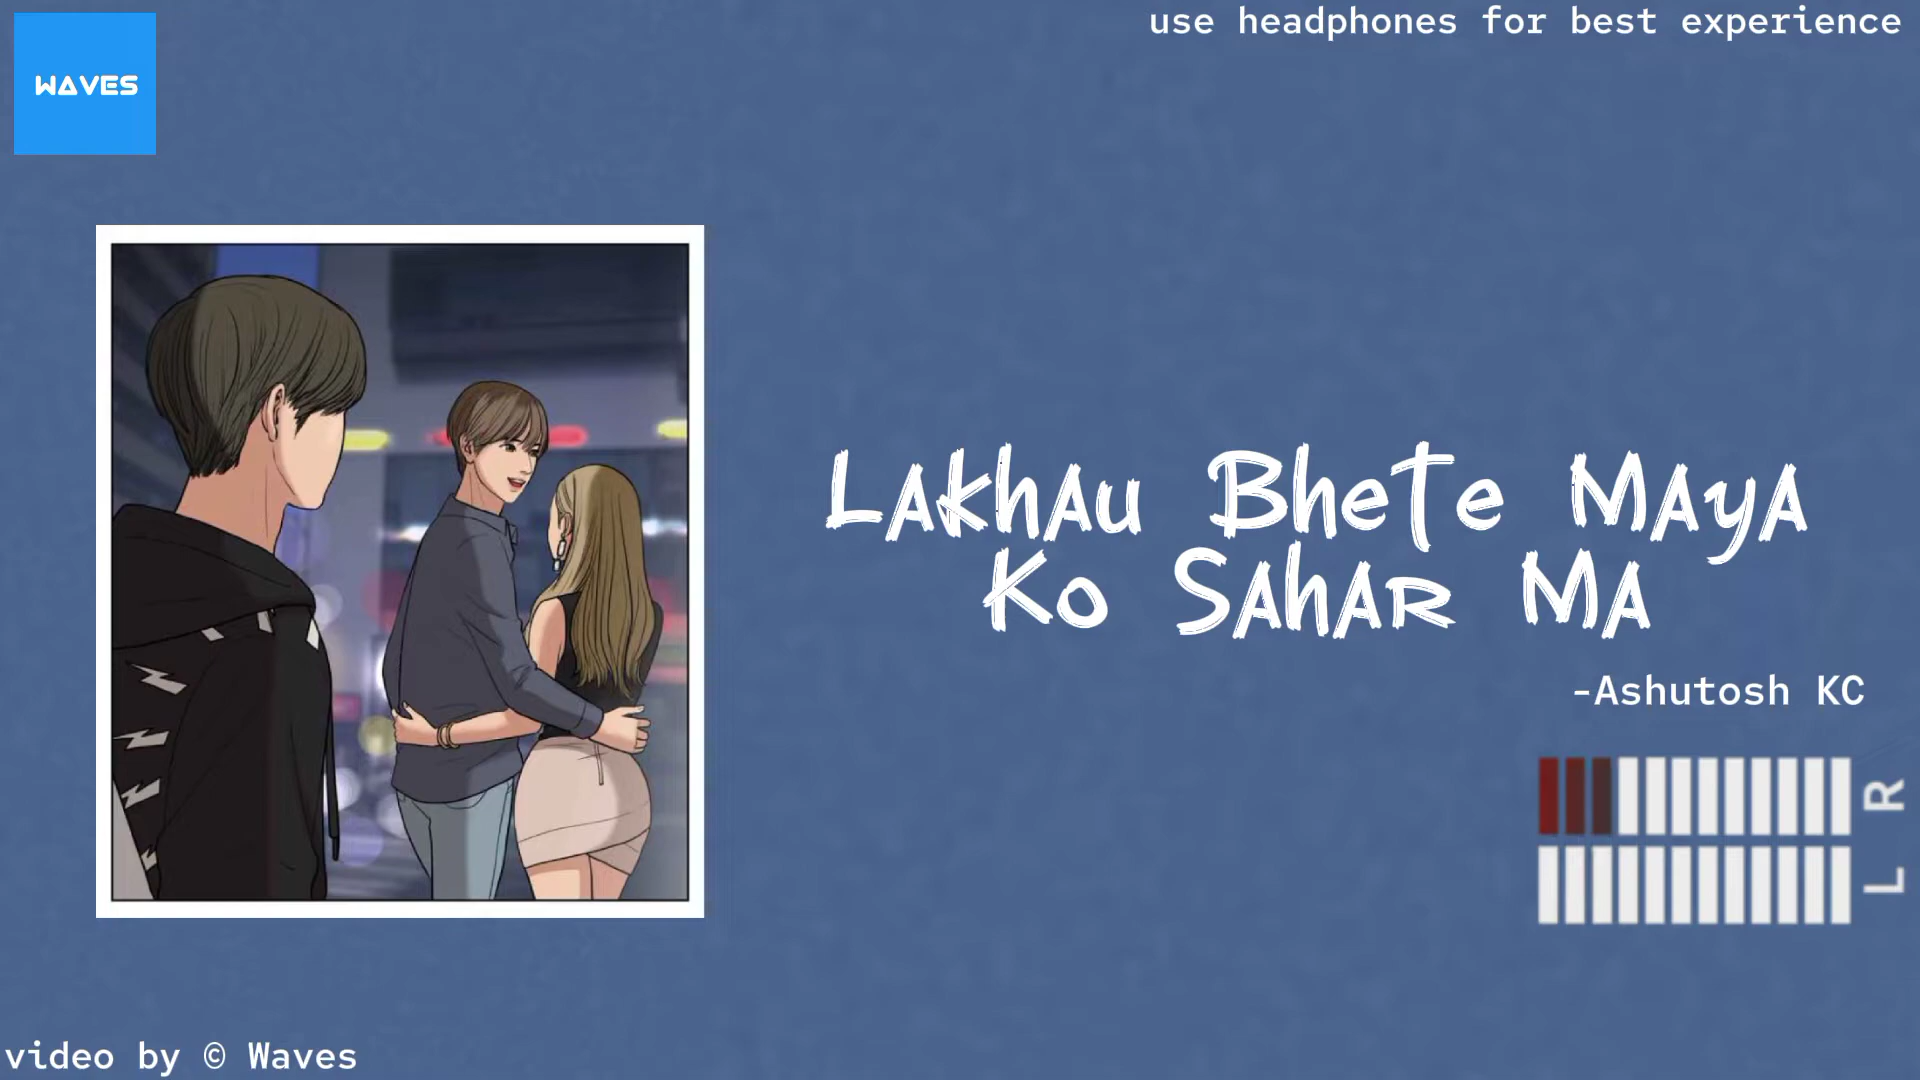 use headphones for best experience
WAVES
Lakhau Bhete Maya
Ko Sahar Ma
-Ashutosh KC
R
L
video by © Waves